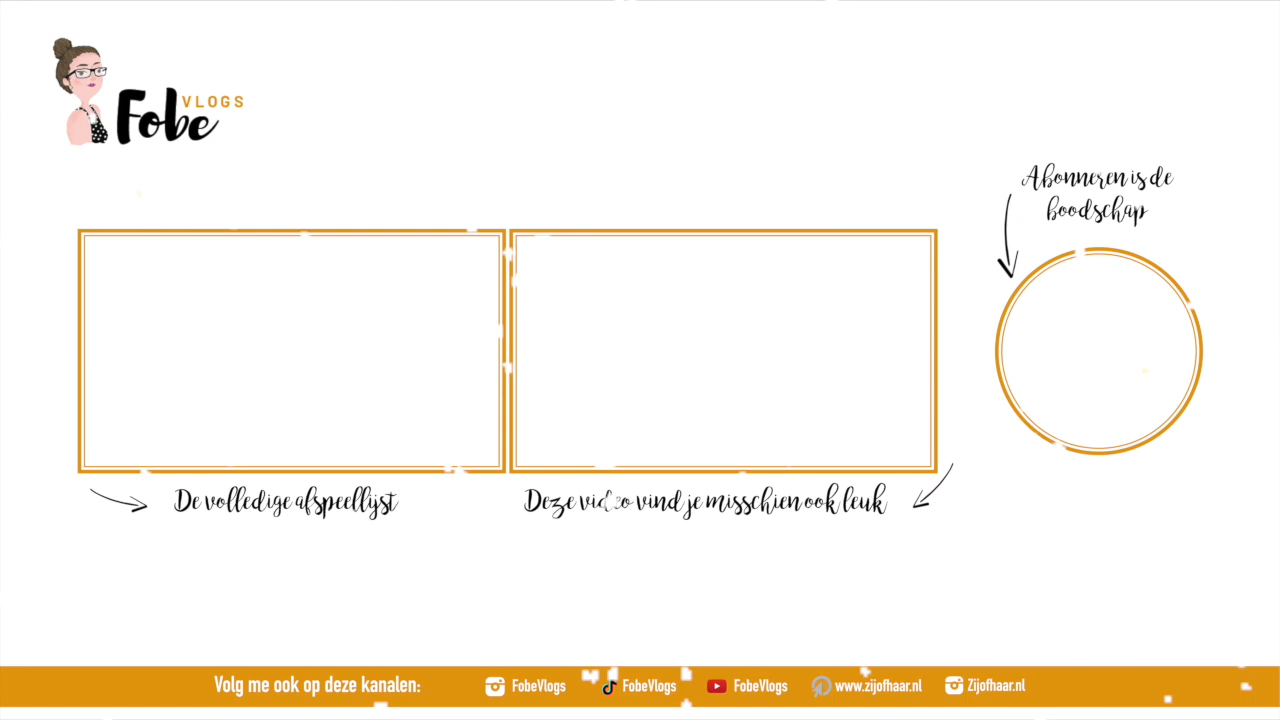 Fobe VLOGS
Abonneren is de
boodschap
De volledige afspeellijst
Deze video vind je misschien ook leuk
Volg me ook op deze kanalen: FobeVlogs FobeVlogs FobeVlogs www.zijofhaar.nl Zijofhaar.nl